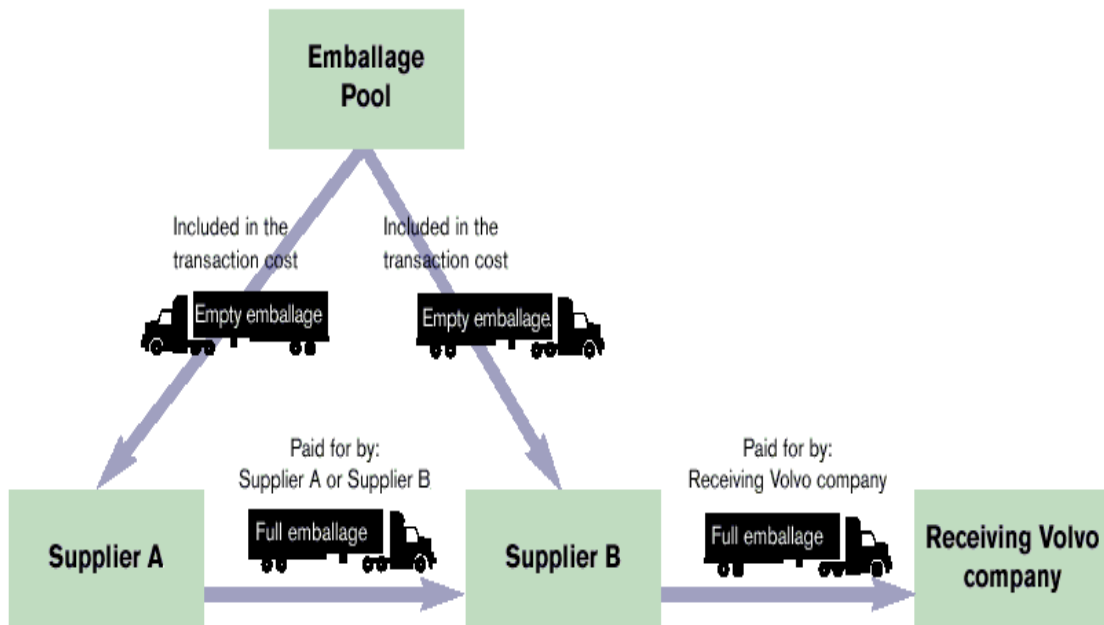 Emballage
Pool
Included in the
transaction cost
Included in the
transaction cost
Empty emballage
Empty emballage
Paid for by:
Supplier A or Supplier B
Paid for by:
Receiving Volvo company
Full emballage
Full emballage
Supplier A
Supplier B
Receiving Volvo
company